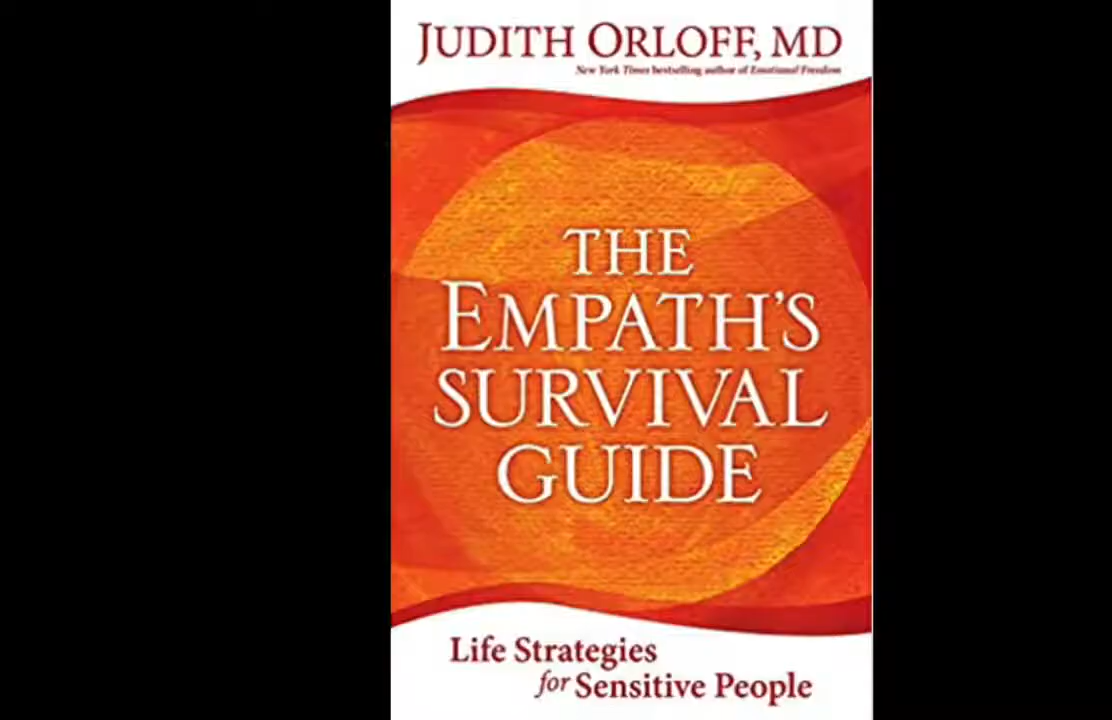 JUDITH ORLOFF, MD
New York Times bestselling author of Emotional Freedom
THE
EMPATH'S
SURVIVAL
GUIDE
Life Strategies
for Sensitive People